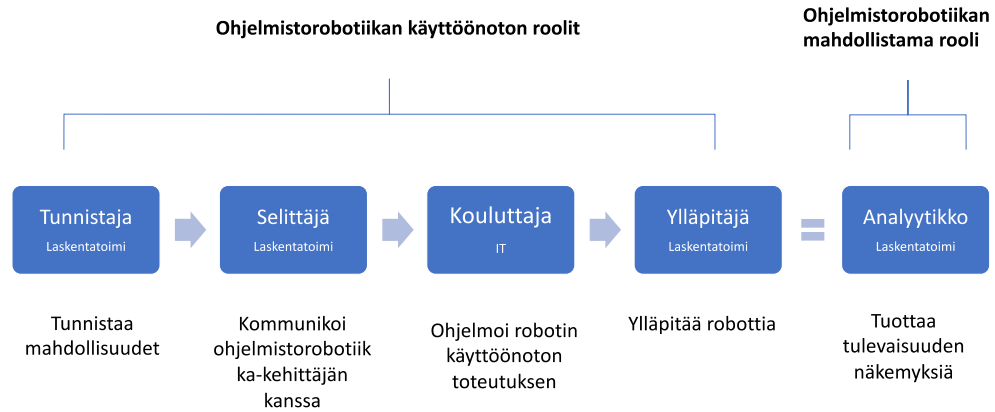 Ohjelmistorobotiikan käyttöönoton roolit
Ohjelmistorobotiikan
mahdollistama rooli
Tunnistaja
Laskentatoimi
Selittäjä
Laskentatoimi
Kouluttaja
IT
Ylläpitäjä
Laskentatoimi
Analyytikko
Laskentatoimi
Tunnistaa
mahdollisuudet
Kommunikoi
ohjelmistorobotiik
ka-kehittäjän
kanssa
Ohjelmoi robotin
käyttöönoton
toteutuksen
Ylläpitää robottia
Tuottaa
tulevaisuuden
näkemyksiä